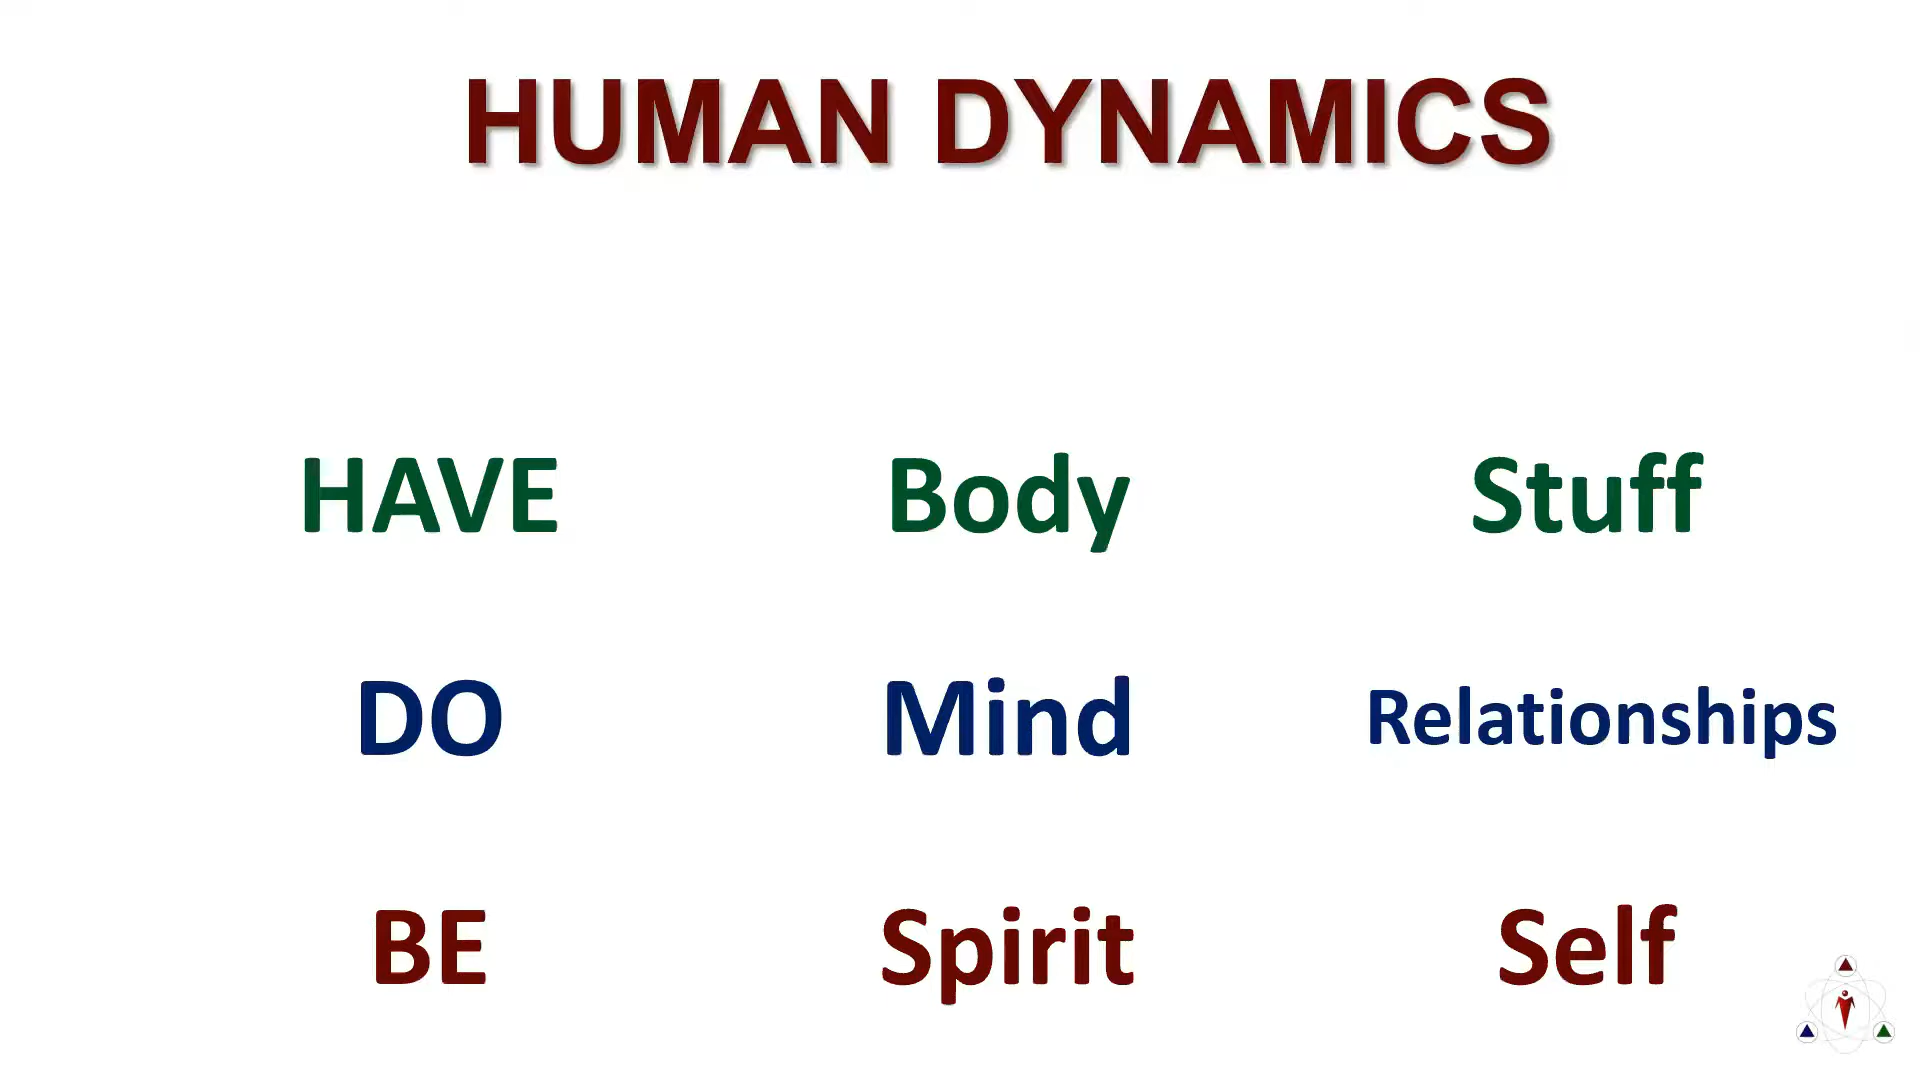 HUMAN DYNAMICS
HAVE Body Stuff
DO Mind Relationships
BE Spirit Self